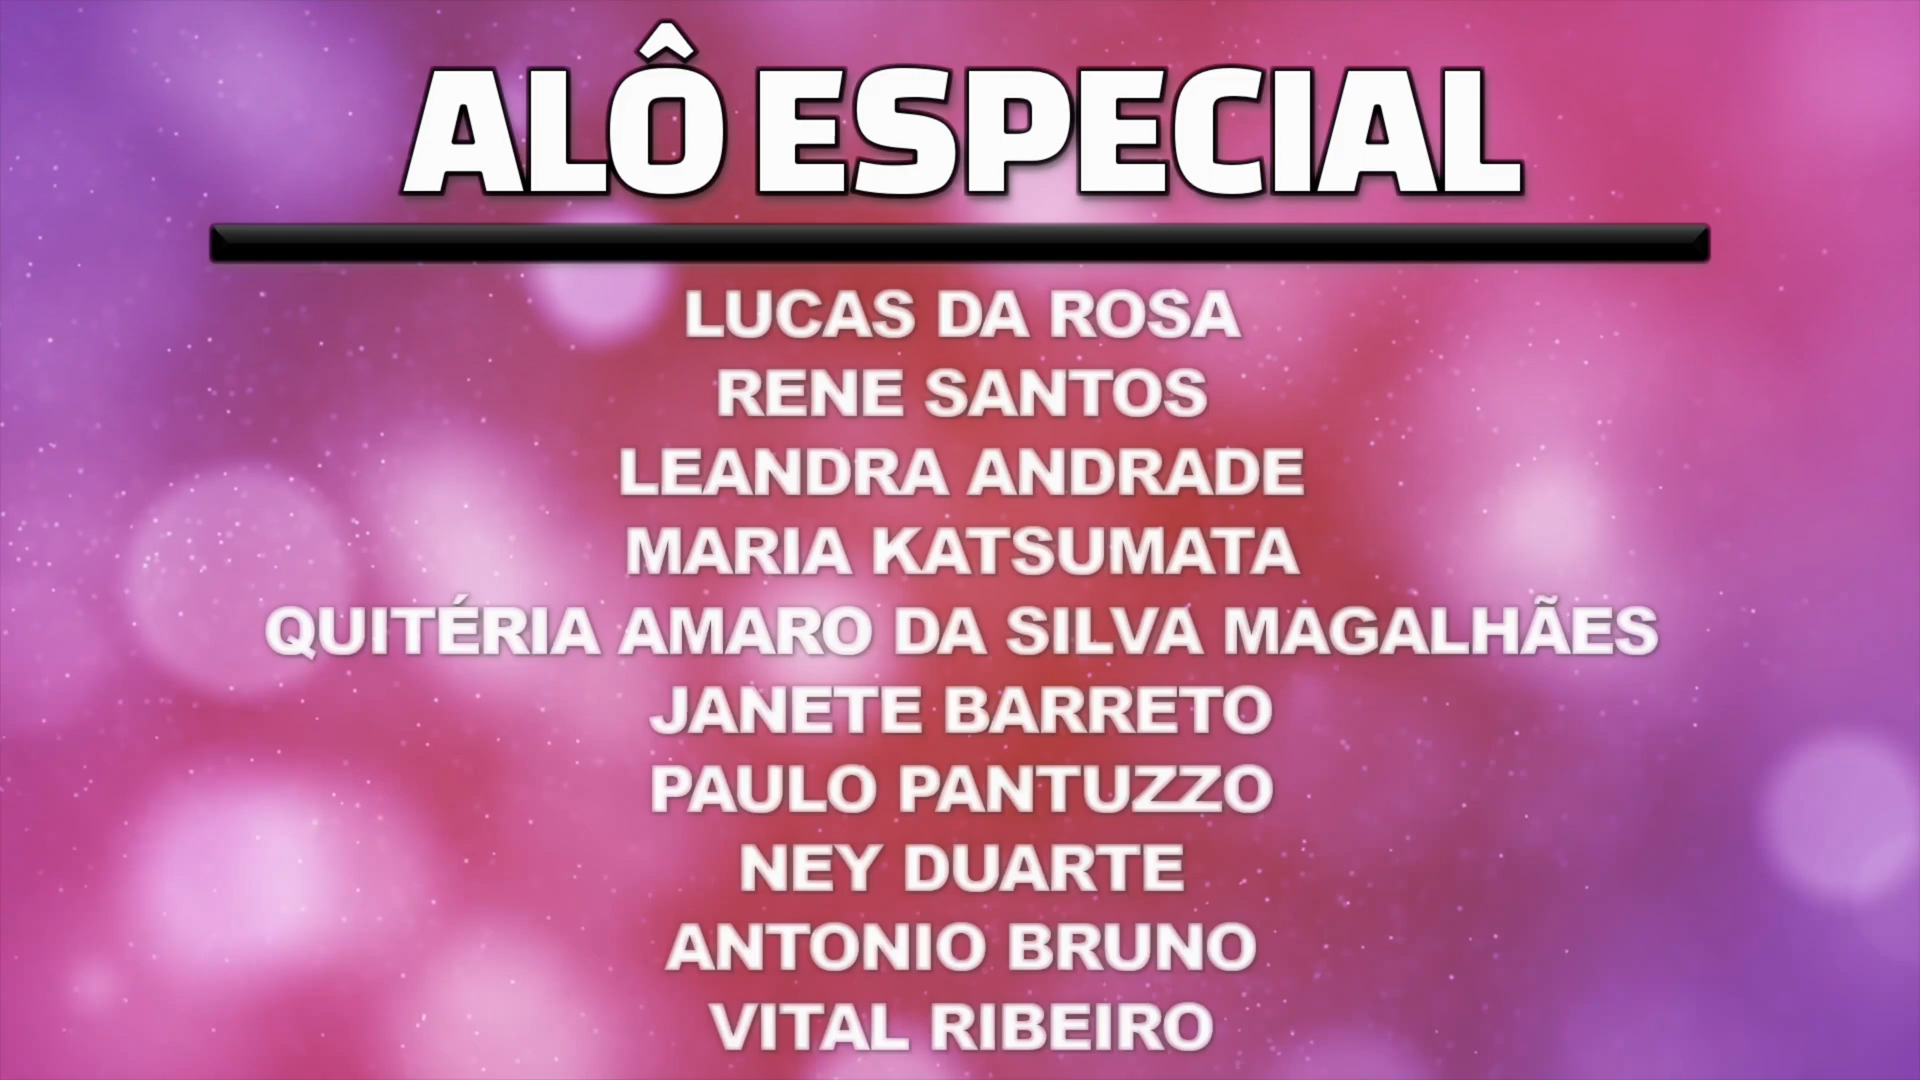 ALÔ ESPECIAL
LUCAS DA ROSA
RENE SANTOS
LEANDRA ANDRADE
MARIA KATSUMATA
QUITÉRIA AMARO DA SILVA MAGALHÃES
JANETE BARRETO
PAULO PANTUZZO
NEY DUARTE
ANTONIO BRUNO
VITAL RIBEIRO